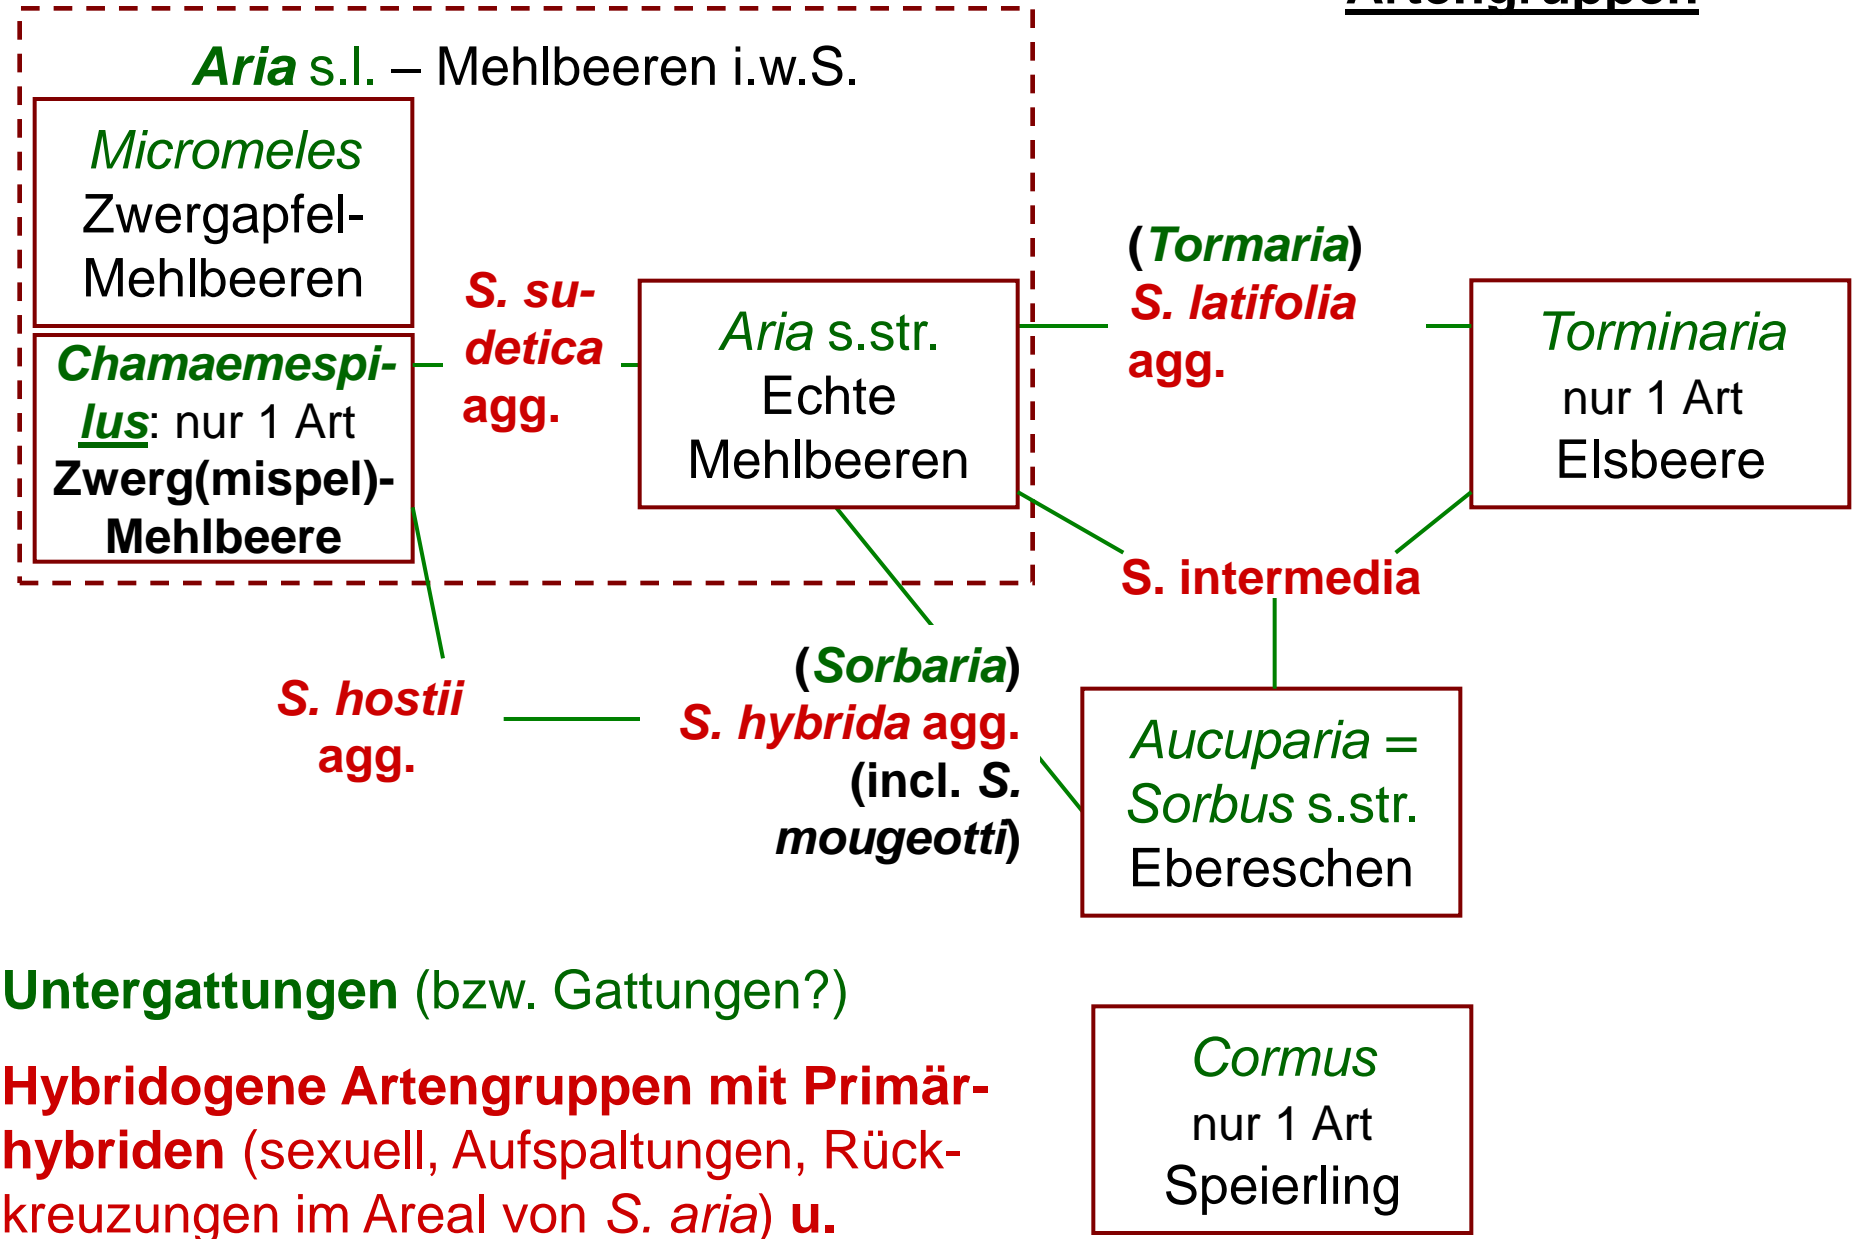 Artengruppen
Aria s.l. – Mehlbeeren i.w.S.
Micromeles
Zwergapfel-
Mehlbeeren
Chamaemespi-
lus: nur 1 Art
Zwerg(mispel)-
Mehlbeere
S. su-
detica
agg.
Aria s.str.
Echte
Mehlbeeren
(Tormaria)
S. latifolia
agg.
Torminaria
nur 1 Art
Elsbeere
S. intermedia
S. hostii
agg.
(Sorbaria)
S. hybrida agg.
(incl. S.
mougeotti)
Aucuparia =
Sorbus s.str.
Ebereschen
Untergattungen (bzw. Gattungen?)
Hybridogene Artengruppen mit Primär-
hybriden (sexuell, Aufspaltungen, Rück-
kreuzungen im Areal von S. aria) u.
Cormus
nur 1 Art
Speierling